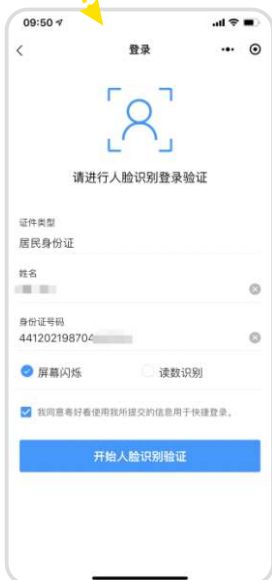 09:50
登录
请进行人脸识别登录验证
证件类型
居民身份证
姓名
身份证号码
441202198704
屏幕闪烁 读数识别
我同意粤好看使用我所提交的信息用于快捷登录。
开始人脸识别验证